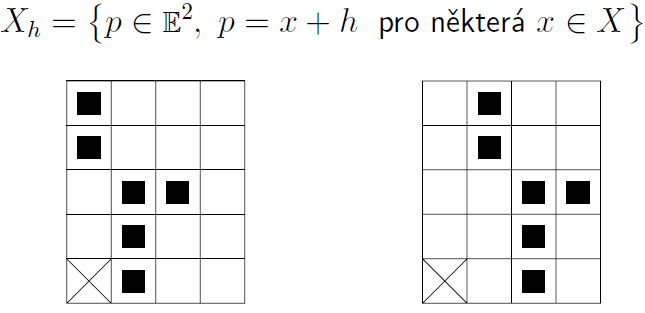 X_h = {p ∈ 𝔼², p = x + h pro některá x ∈ X}